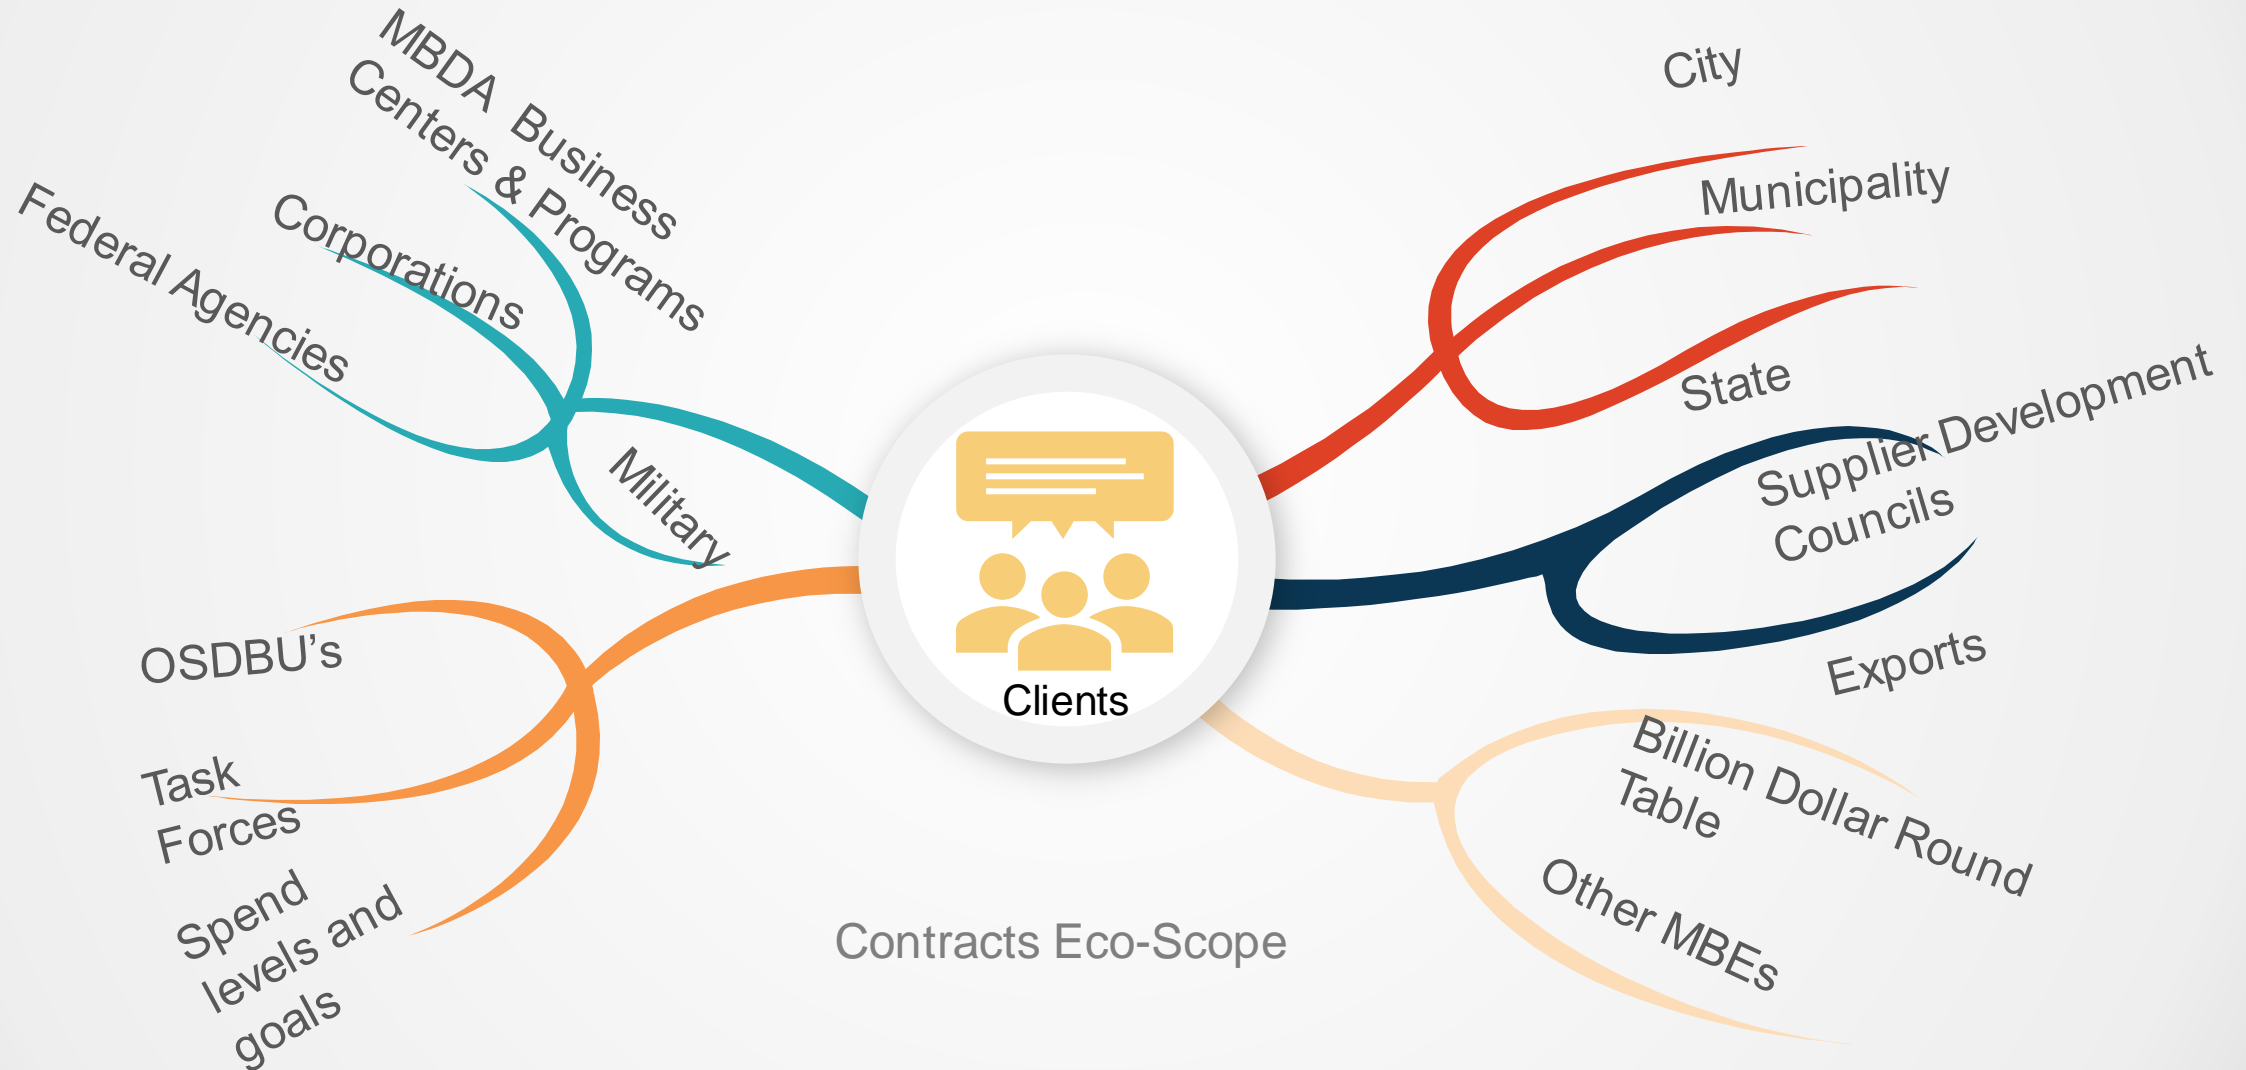 MBDA  Business
Centers & Programs
Corporations
Federal Agencies
Military
OSDBU’s
Task
Forces
Spend
levels and
goals
Clients
Contracts Eco-Scope
City
Municipality
State
Supplier Development
Councils
Exports
Billion Dollar Round
Table
Other MBEs